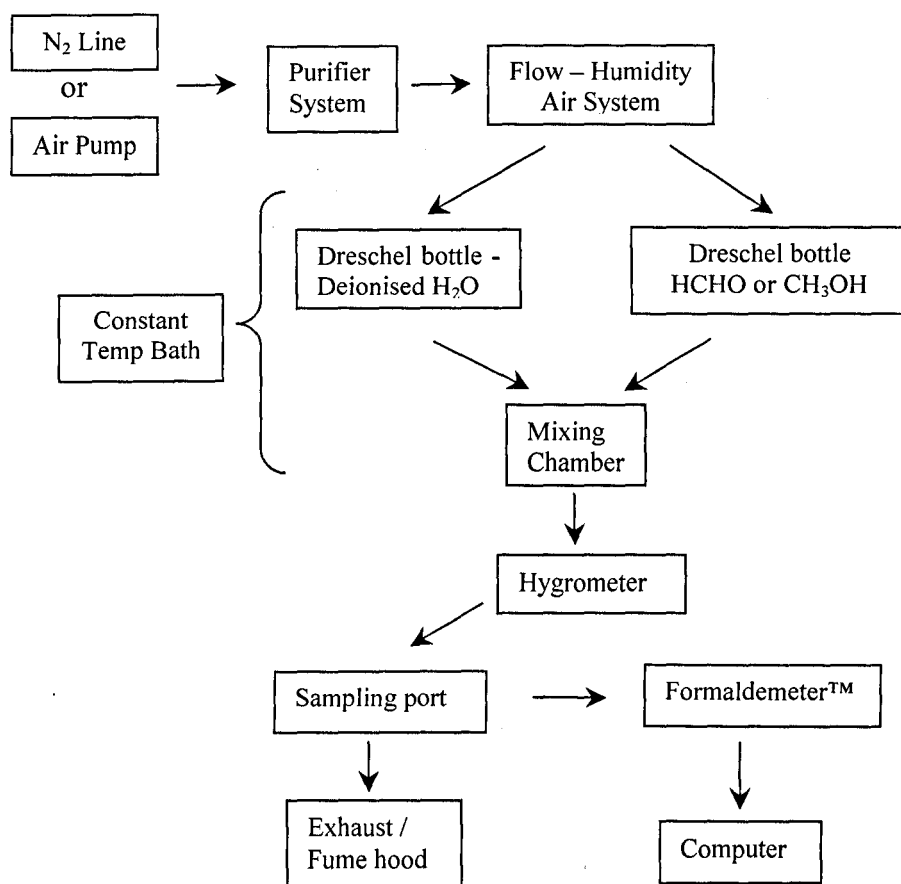 N₂ Line
or
Air Pump
Purifier
System
Flow – Humidity
Air System
Dreschel bottle -
Deionised H₂O
Dreschel bottle
HCHO or CH₃OH
Constant
Temp Bath
Mixing
Chamber
Hygrometer
Sampling port
Formaldemeter™
Exhaust /
Fume hood
Computer